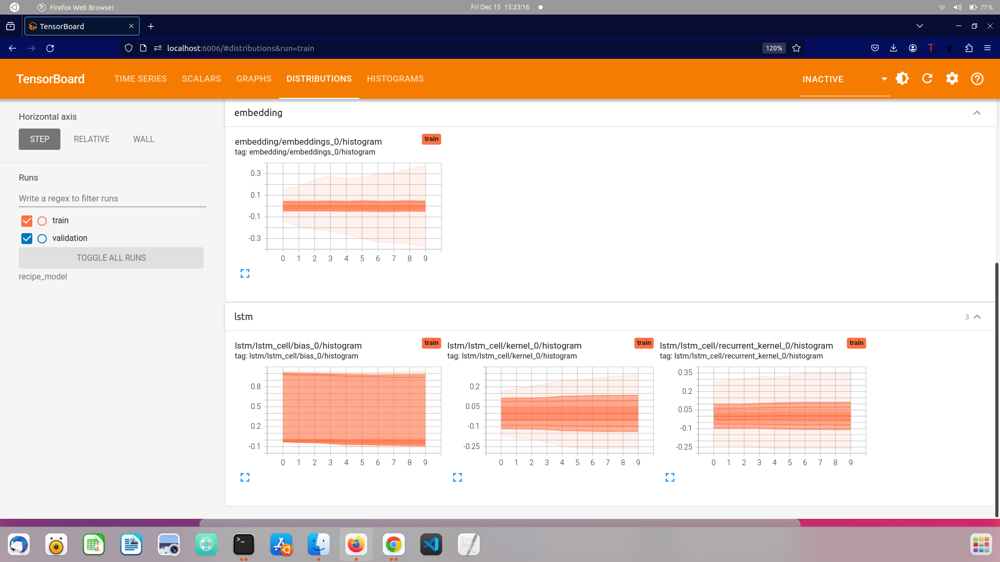 Firefox Web Browser
Fri Dec 15 15:23:16
77 %
TensorBoard
localhost:6006/#distributions&run=train
120%
TensorBoard
TIME SERIES
SCALARS
GRAPHS
DISTRIBUTIONS
HISTOGRAMS
INACTIVE
Horizontal axis
STEP
RELATIVE
WALL
Runs
Write a regex to filter runs
train
validation
TOGGLE ALL RUNS
recipe_model
embedding
embedding/embeddings_0/histogram
train
tag: embedding/embeddings_0/histogram
0.3
0.1
-0.1
-0.3
0 1 2 3 4 5 6 7 8 9
lstm
3
lstm/lstm_cell/bias_0/histogram
train
tag: lstm/lstm_cell/bias_0/histogram
0.8
0.5
0.2
-0.1
0 1 2 3 4 5 6 7 8 9
lstm/lstm_cell/kernel_0/histogram
train
tag: lstm/lstm_cell/kernel_0/histogram
0.2
0.05
-0.1
-0.25
0 1 2 3 4 5 6 7 8 9
lstm/lstm_cell/recurrent_kernel_0/histogram
train
tag: lstm/lstm_cell/recurrent_kernel_0/histogram
0.35
0.2
0.05
-0.1
-0.25
0 1 2 3 4 5 6 7 8 9